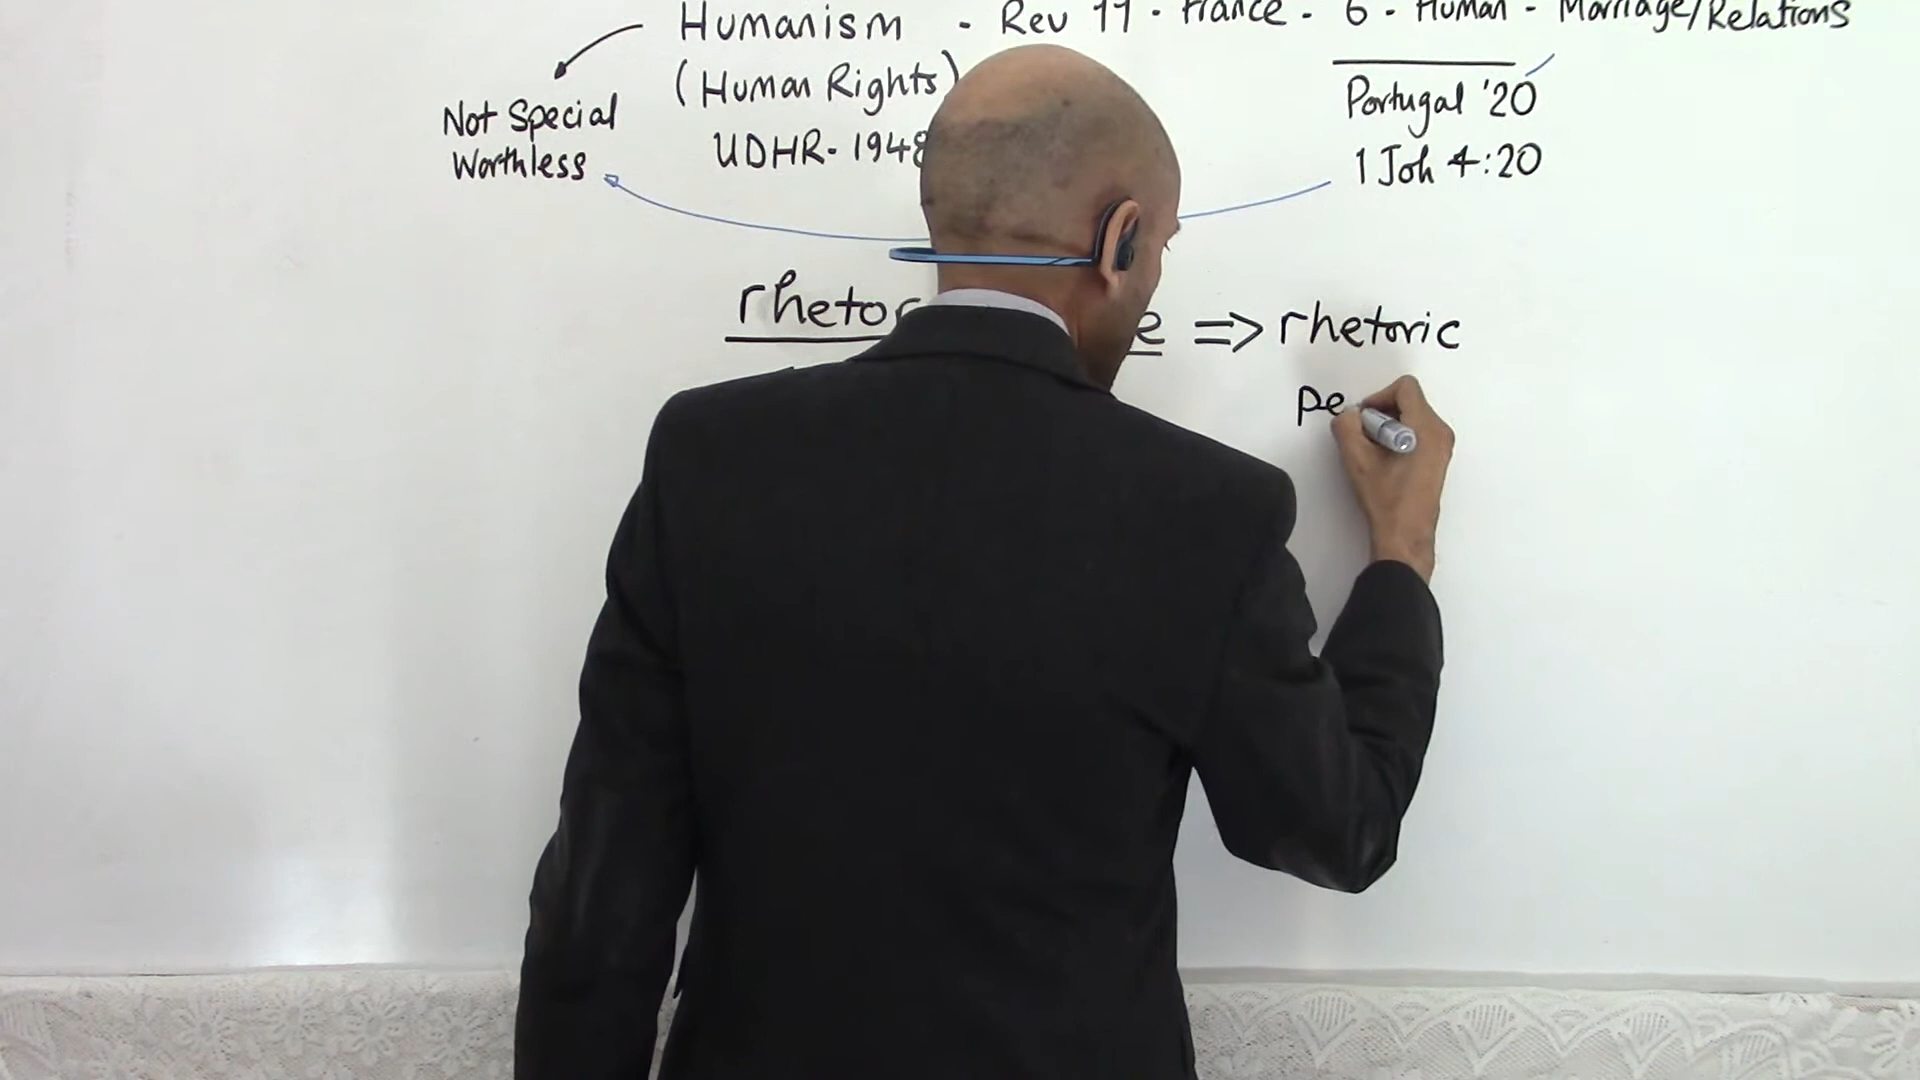 Humanism - Rev 11 - France - 6 - Human - Marriage/Relations
(Human Rights)
UDHR - 1948
Not Special
Worthless
Portugal '20
1 Joh 4:20
=> rhetoric
pe